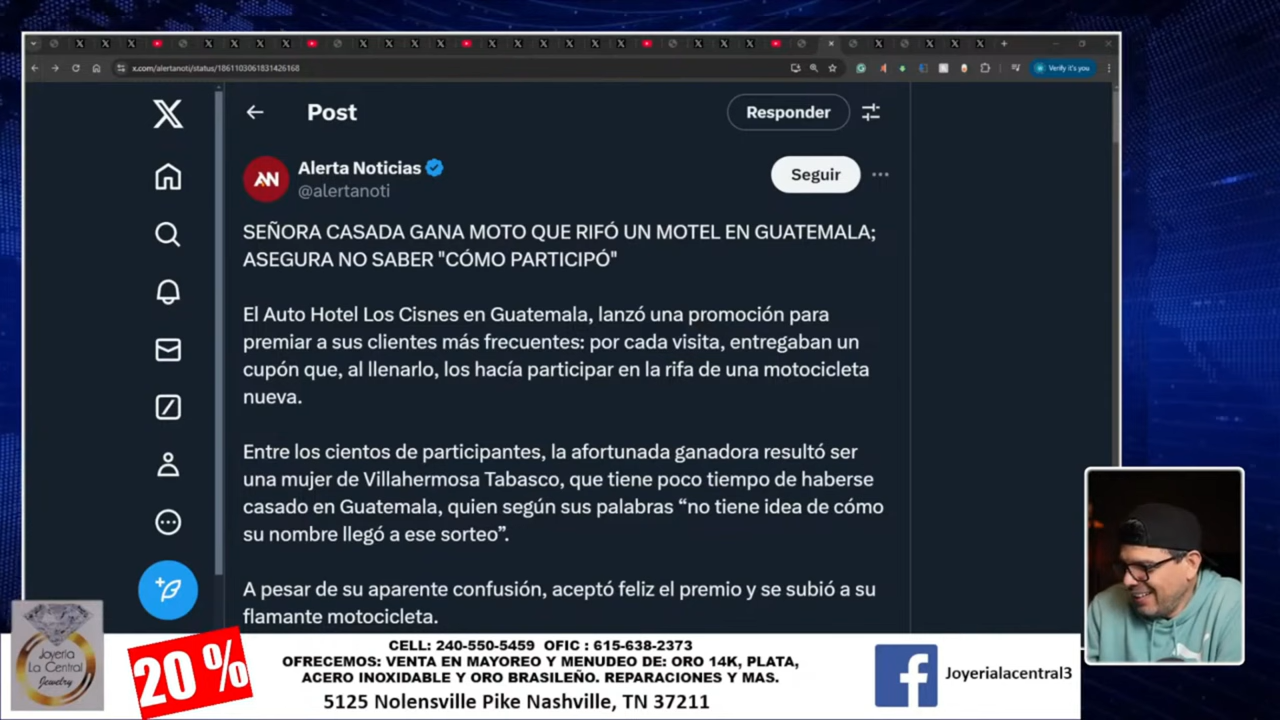 x.com/alertanoti/status/1861103061831426168
Verify it's you
Post
Responder
AN
Alerta Noticias
@alertanoti
Seguir
SEÑORA CASADA GANA MOTO QUE RIFÓ UN MOTEL EN GUATEMALA;
ASEGURA NO SABER "CÓMO PARTICIPÓ"
El Auto Hotel Los Cisnes en Guatemala, lanzó una promoción para
premiar a sus clientes más frecuentes: por cada visita, entregaban un
cupón que, al llenarlo, los hacía participar en la rifa de una motocicleta
nueva.
Entre los cientos de participantes, la afortunada ganadora resultó ser
una mujer de Villahermosa Tabasco, que tiene poco tiempo de haberse
casado en Guatemala, quien según sus palabras “no tiene idea de cómo
su nombre llegó a ese sorteo”.
A pesar de su aparente confusión, aceptó feliz el premio y se subió a su
flamante motocicleta.
Joyeria
La Central
Jewelry
20 %
CELL: 240-550-5459 OFIC : 615-638-2373
OFRECEMOS: VENTA EN MAYOREO Y MENUDEO DE: ORO 14K, PLATA,
ACERO INOXIDABLE Y ORO BRASILEÑO. REPARACIONES Y MAS.
5125 Nolensville Pike Nashville, TN 37211
Joyerialacentral3